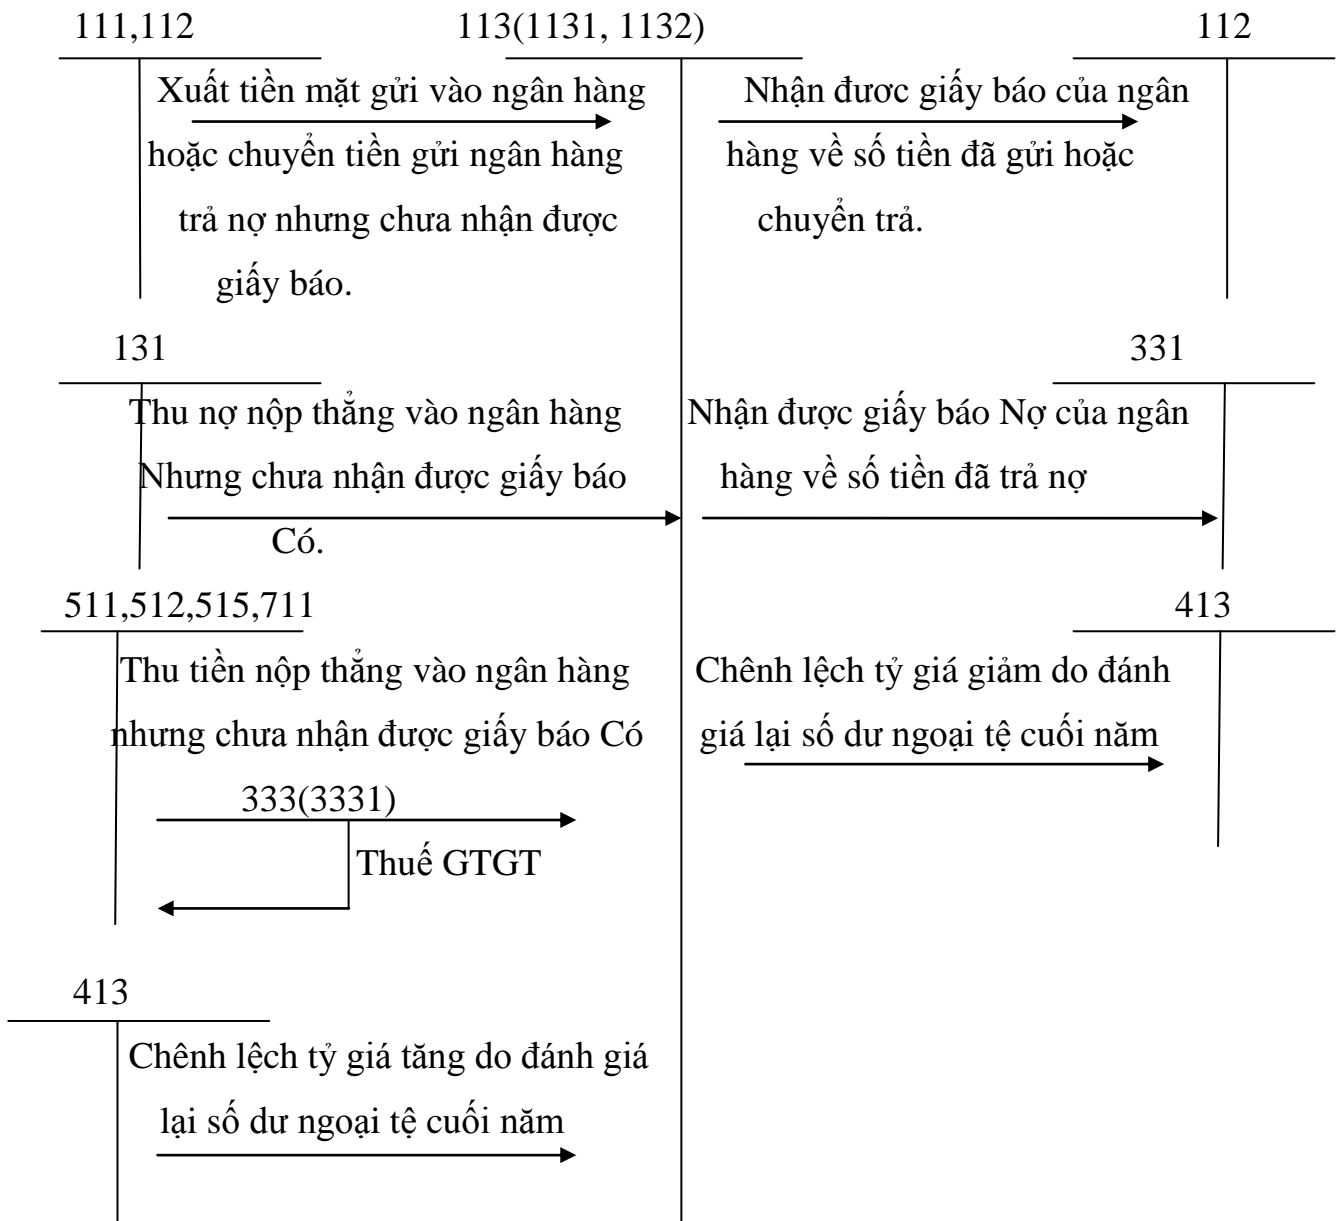 111,112
113(1131, 1132)
112
Xuất tiền mặt gửi vào ngân hàng
hoặc chuyển tiền gửi ngân hàng
trả nợ nhưng chưa nhận được
giấy báo.
Nhận đươc giấy báo của ngân
hàng về số tiền đã gửi hoặc
chuyển trả.
131
331
Thu nợ nộp thẳng vào ngân hàng
Nhưng chưa nhận được giấy báo
Có.
Nhận được giấy báo Nợ của ngân
hàng về số tiền đã trả nợ
511,512,515,711
413
Thu tiền nộp thẳng vào ngân hàng
nhưng chưa nhận được giấy báo Có
333(3331)
Thuế GTGT
Chênh lệch tỷ giá giảm do đánh
giá lại số dư ngoại tệ cuối năm
413
Chênh lệch tỷ giá tăng do đánh giá
lại số dư ngoại tệ cuối năm